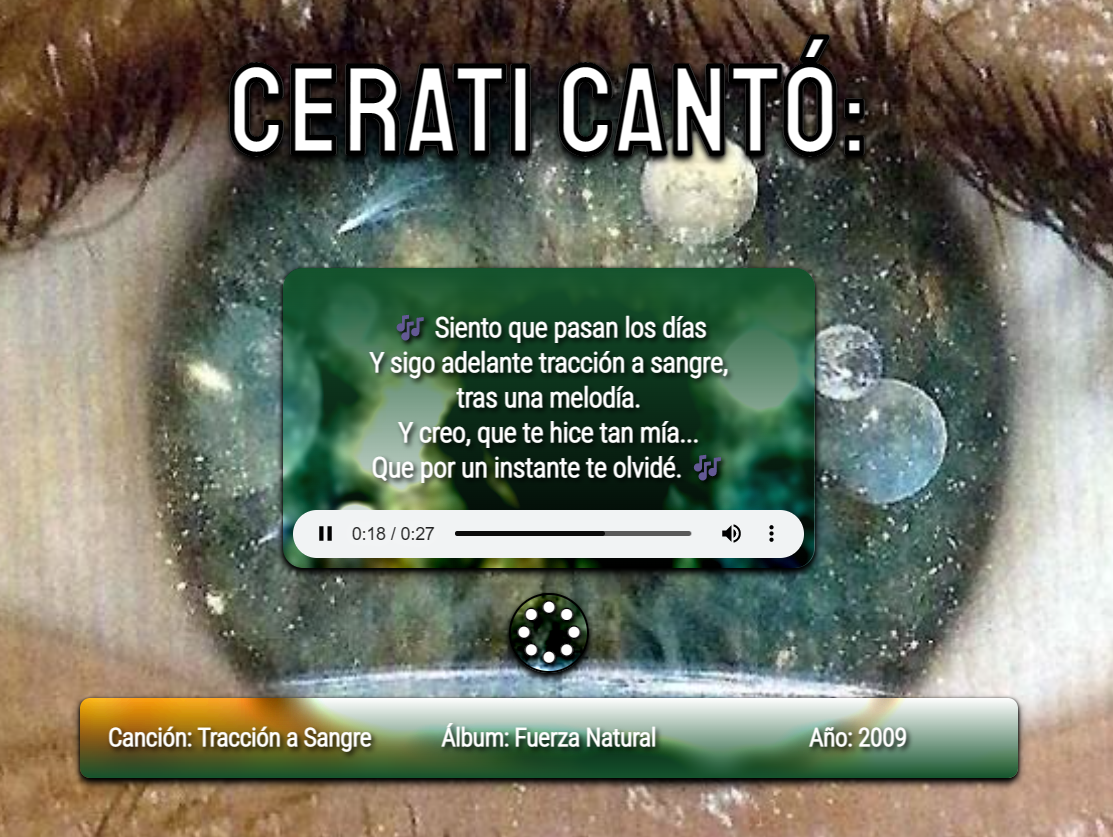 CERATI CANTÓ:
🎶 Siento que pasan los días
Y sigo adelante tracción a sangre,
tras una melodía.
Y creo, que te hice tan mía...
Que por un instante te olvidé. 🎶
0:18 / 0:27
Canción: Tracción a Sangre
Álbum: Fuerza Natural
Año: 2009